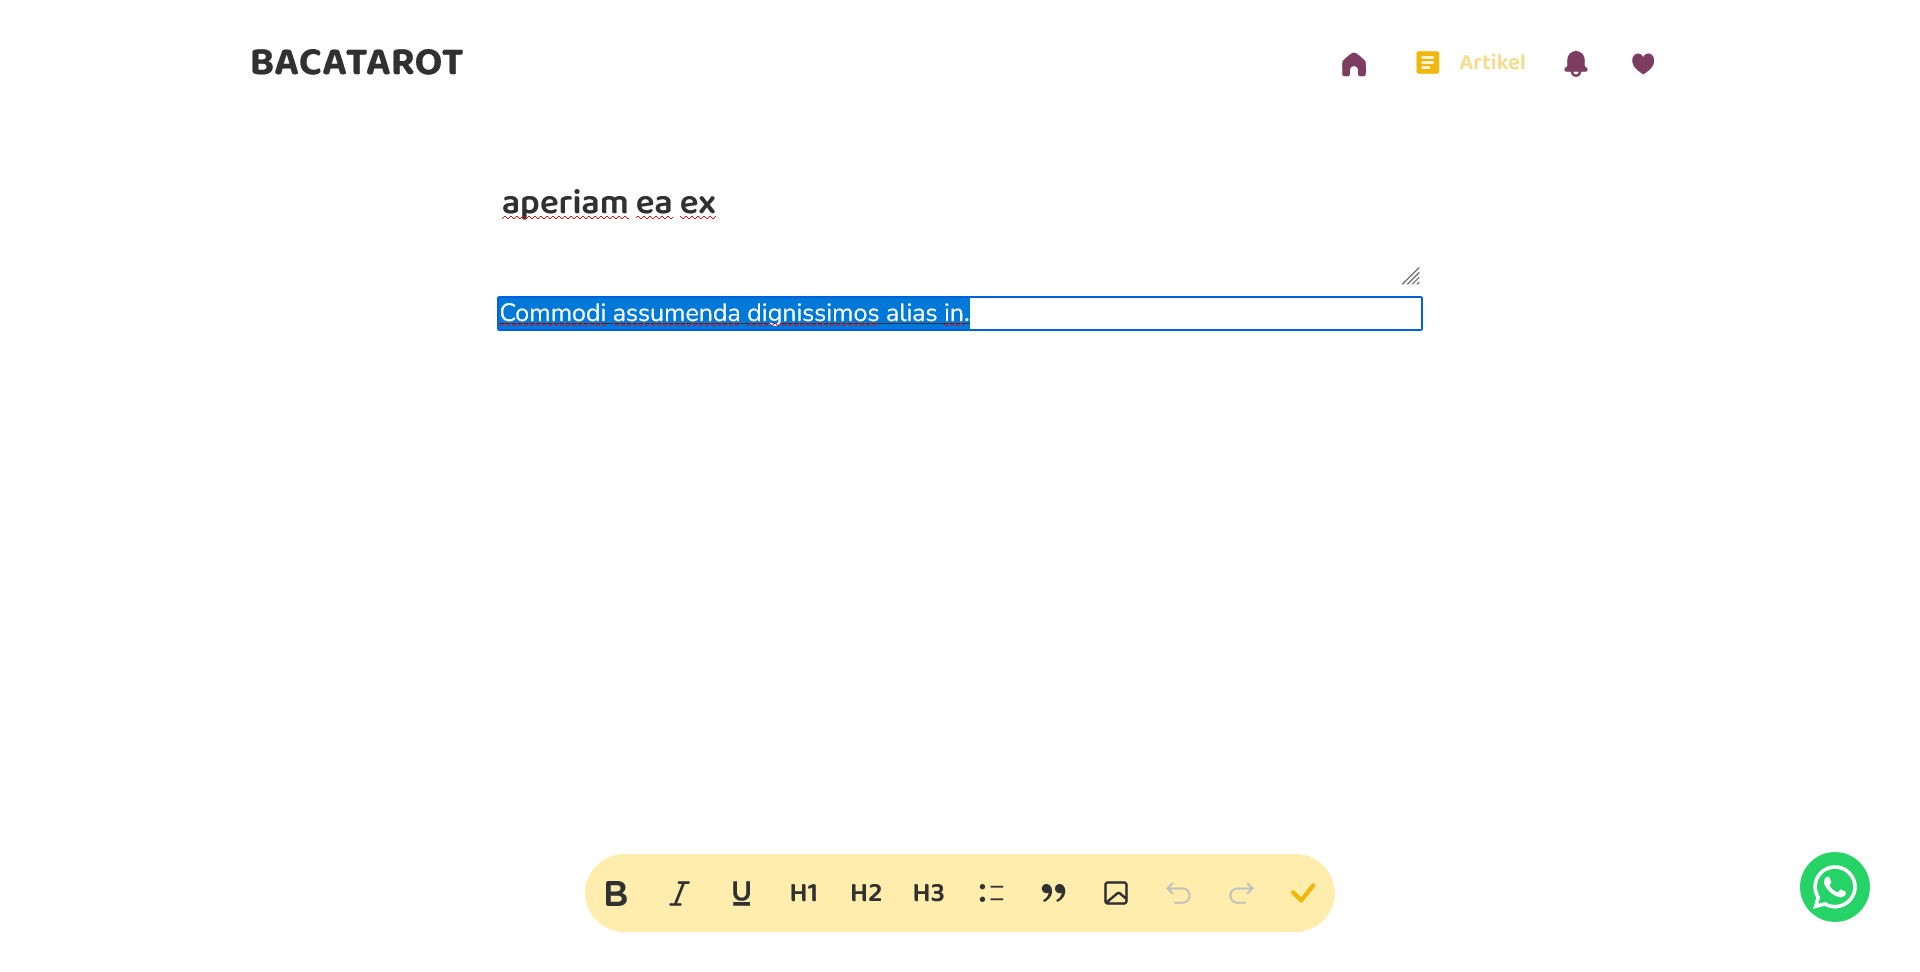 BACATAROT
Artikel
aperiam ea ex
Commodi assumenda dignissimos alias in.
B I U H1 H2 H3